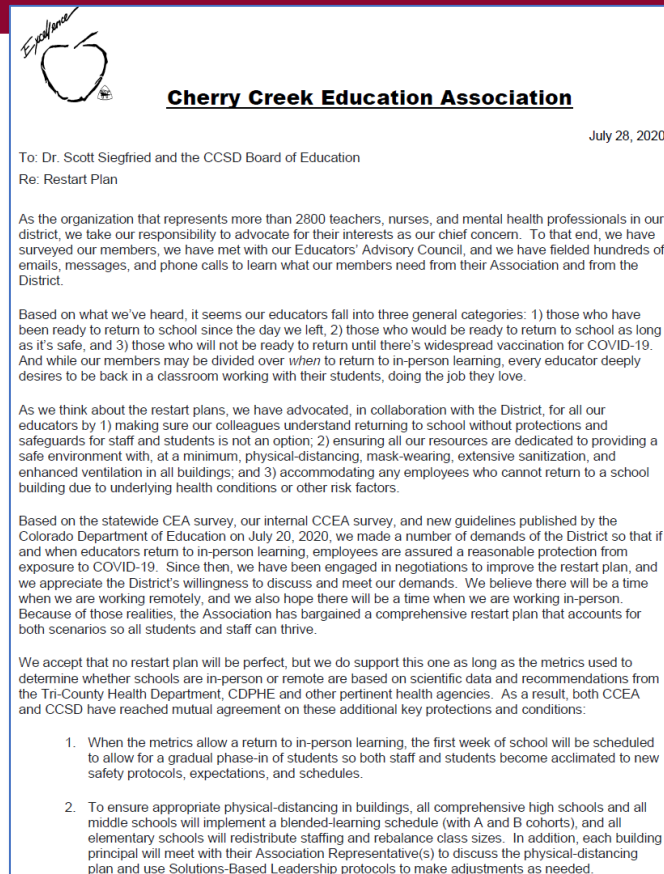 Excellence
Cherry Creek Education Association
July 28, 2020
To: Dr. Scott Siegfried and the CCSD Board of Education
Re: Restart Plan
As the organization that represents more than 2800 teachers, nurses, and mental health professionals in our
district, we take our responsibility to advocate for their interests as our chief concern. To that end, we have
surveyed our members, we have met with our Educators' Advisory Council, and we have fielded hundreds of
emails, messages, and phone calls to learn what our members need from their Association and from the
District.
Based on what we've heard, it seems our educators fall into three general categories: 1) those who have
been ready to return to school since the day we left, 2) those who would be ready to return to school as long
as it's safe, and 3) those who will not be ready to return until there's widespread vaccination for COVID-19.
And while our members may be divided over when to return to in-person learning, every educator deeply
desires to be back in a classroom working with their students, doing the job they love.
As we think about the restart plans, we have advocated, in collaboration with the District, for all our
educators by 1) making sure our colleagues understand returning to school without protections and
safeguards for staff and students is not an option; 2) ensuring all our resources are dedicated to providing a
safe environment with, at a minimum, physical-distancing, mask-wearing, extensive sanitization, and
enhanced ventilation in all buildings; and 3) accommodating any employees who cannot return to a school
building due to underlying health conditions or other risk factors.
Based on the statewide CEA survey, our internal CCEA survey, and new guidelines published by the
Colorado Department of Education on July 20, 2020, we made a number of demands of the District so that if
and when educators return to in-person learning, employees are assured a reasonable protection from
exposure to COVID-19. Since then, we have been engaged in negotiations to improve the restart plan, and
we appreciate the District's willingness to discuss and meet our demands. We believe there will be a time
when we are working remotely, and we also hope there will be a time when we are working in-person.
Because of those realities, the Association has bargained a comprehensive restart plan that accounts for
both scenarios so all students and staff can thrive.
We accept that no restart plan will be perfect, but we do support this one as long as the metrics used to
determine whether schools are in-person or remote are based on scientific data and recommendations from
the Tri-County Health Department, CDPHE and other pertinent health agencies. As a result, both CCEA
and CCSD have reached mutual agreement on these additional key protections and conditions:
1. When the metrics allow a return to in-person learning, the first week of school will be scheduled
to allow for a gradual phase-in of students so both staff and students become acclimated to new
safety protocols, expectations, and schedules.
2. To ensure appropriate physical-distancing in buildings, all comprehensive high schools and all
middle schools will implement a blended-learning schedule (with A and B cohorts), and all
elementary schools will redistribute staffing and rebalance class sizes. In addition, each building
principal will meet with their Association Representative(s) to discuss the physical-distancing
plan and use Solutions-Based Leadership protocols to make adjustments as needed.